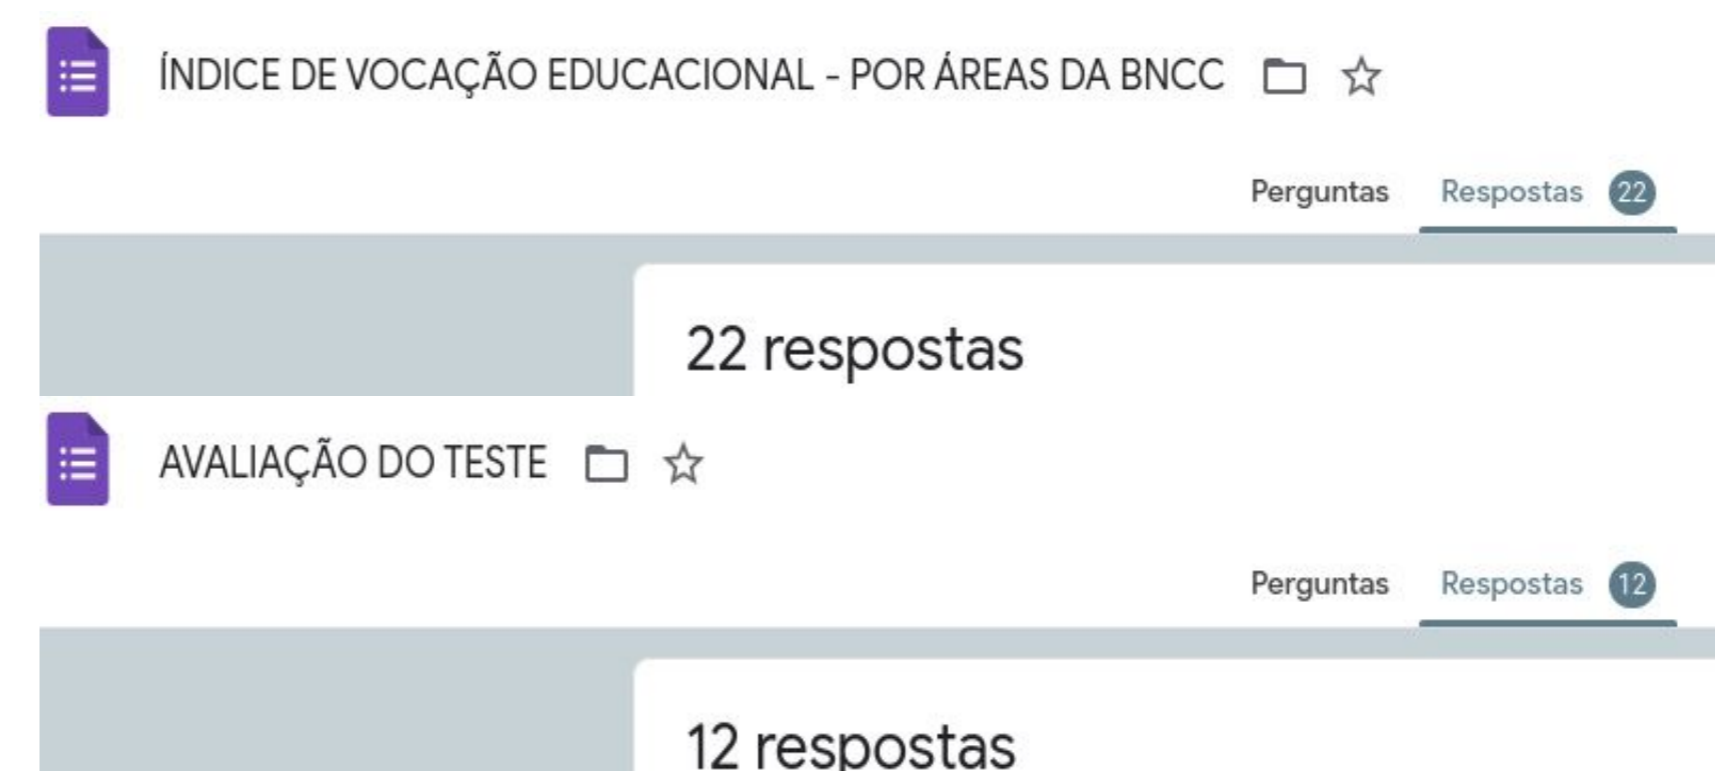 ÍNDICE DE VOCAÇÃO EDUCACIONAL - POR ÁREAS DA BNCC
Perguntas Respostas 22
22 respostas
AVALIAÇÃO DO TESTE
Perguntas Respostas 12
12 respostas